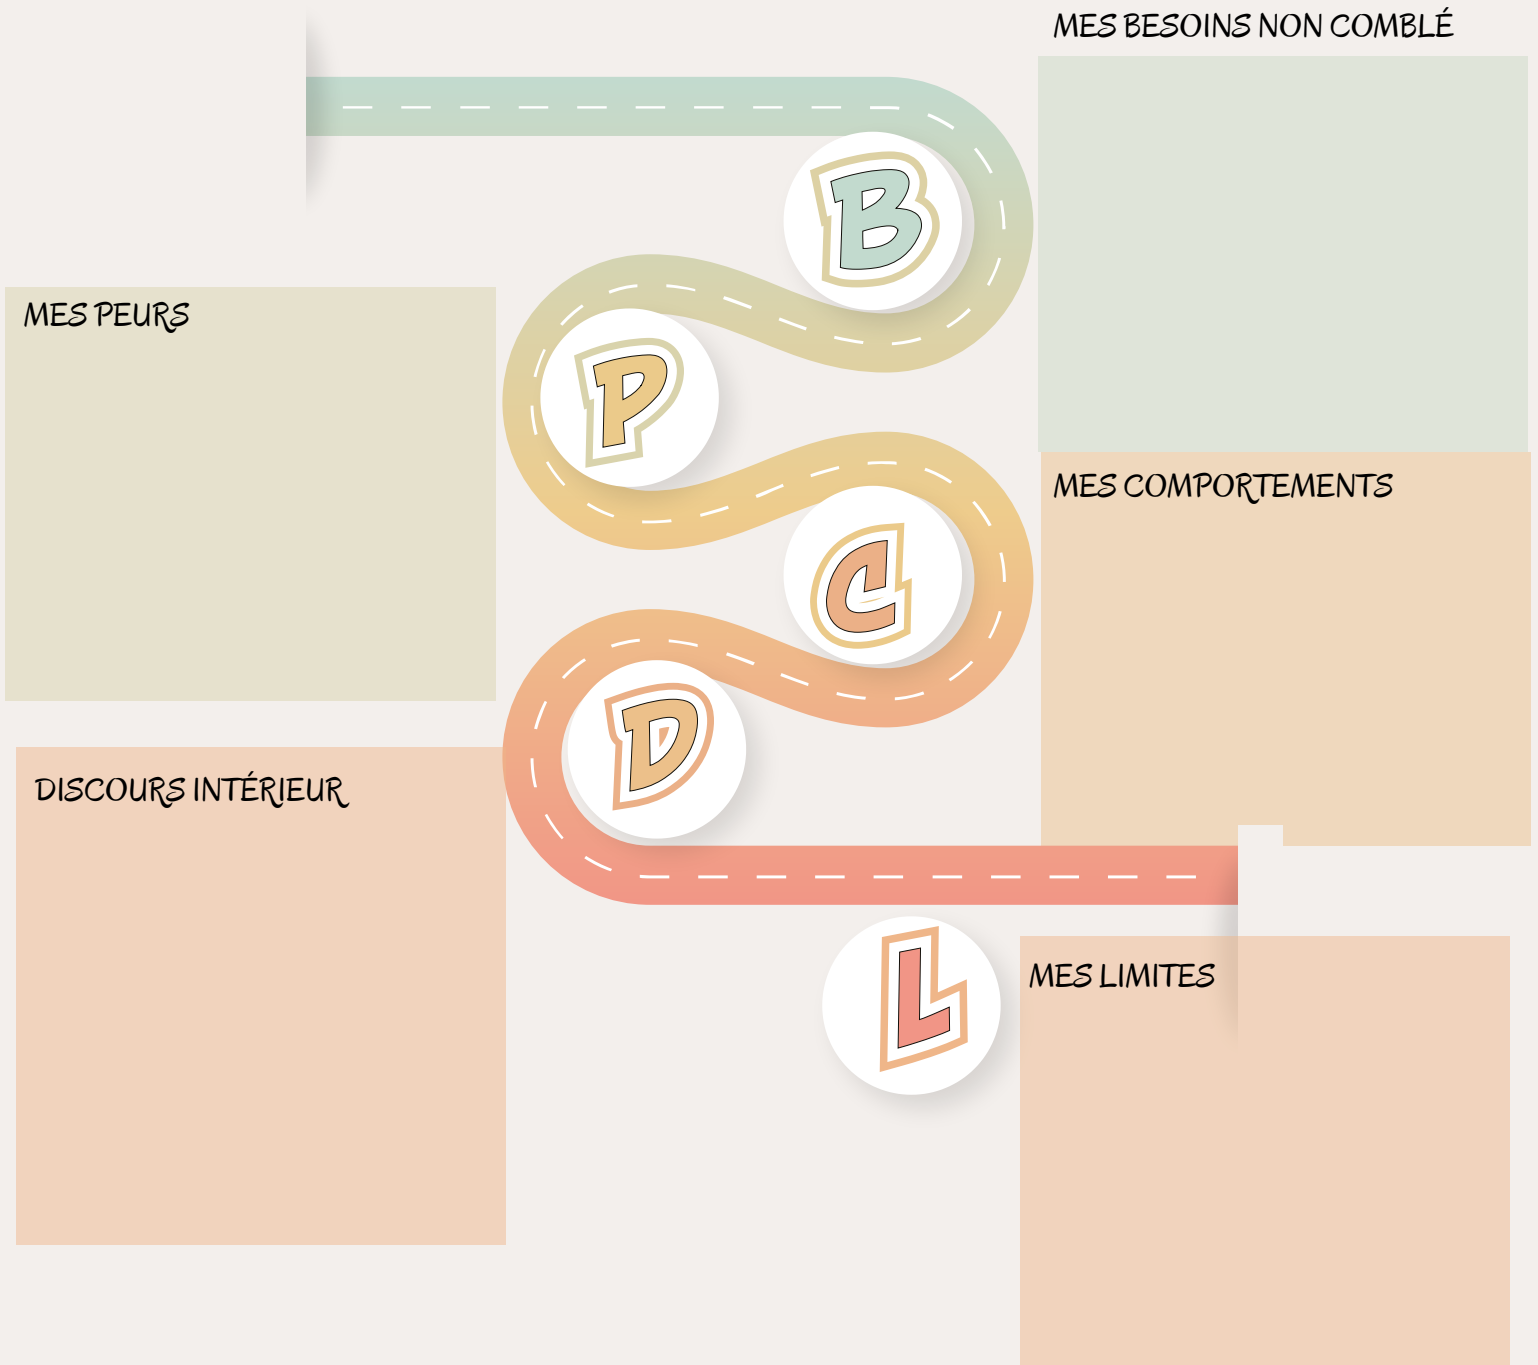 MES BESOINS NON COMBLÉ
B
MES PEURS
P
MES COMPORTEMENTS
C
D
DISCOURS INTÉRIEUR
L
MES LIMITES